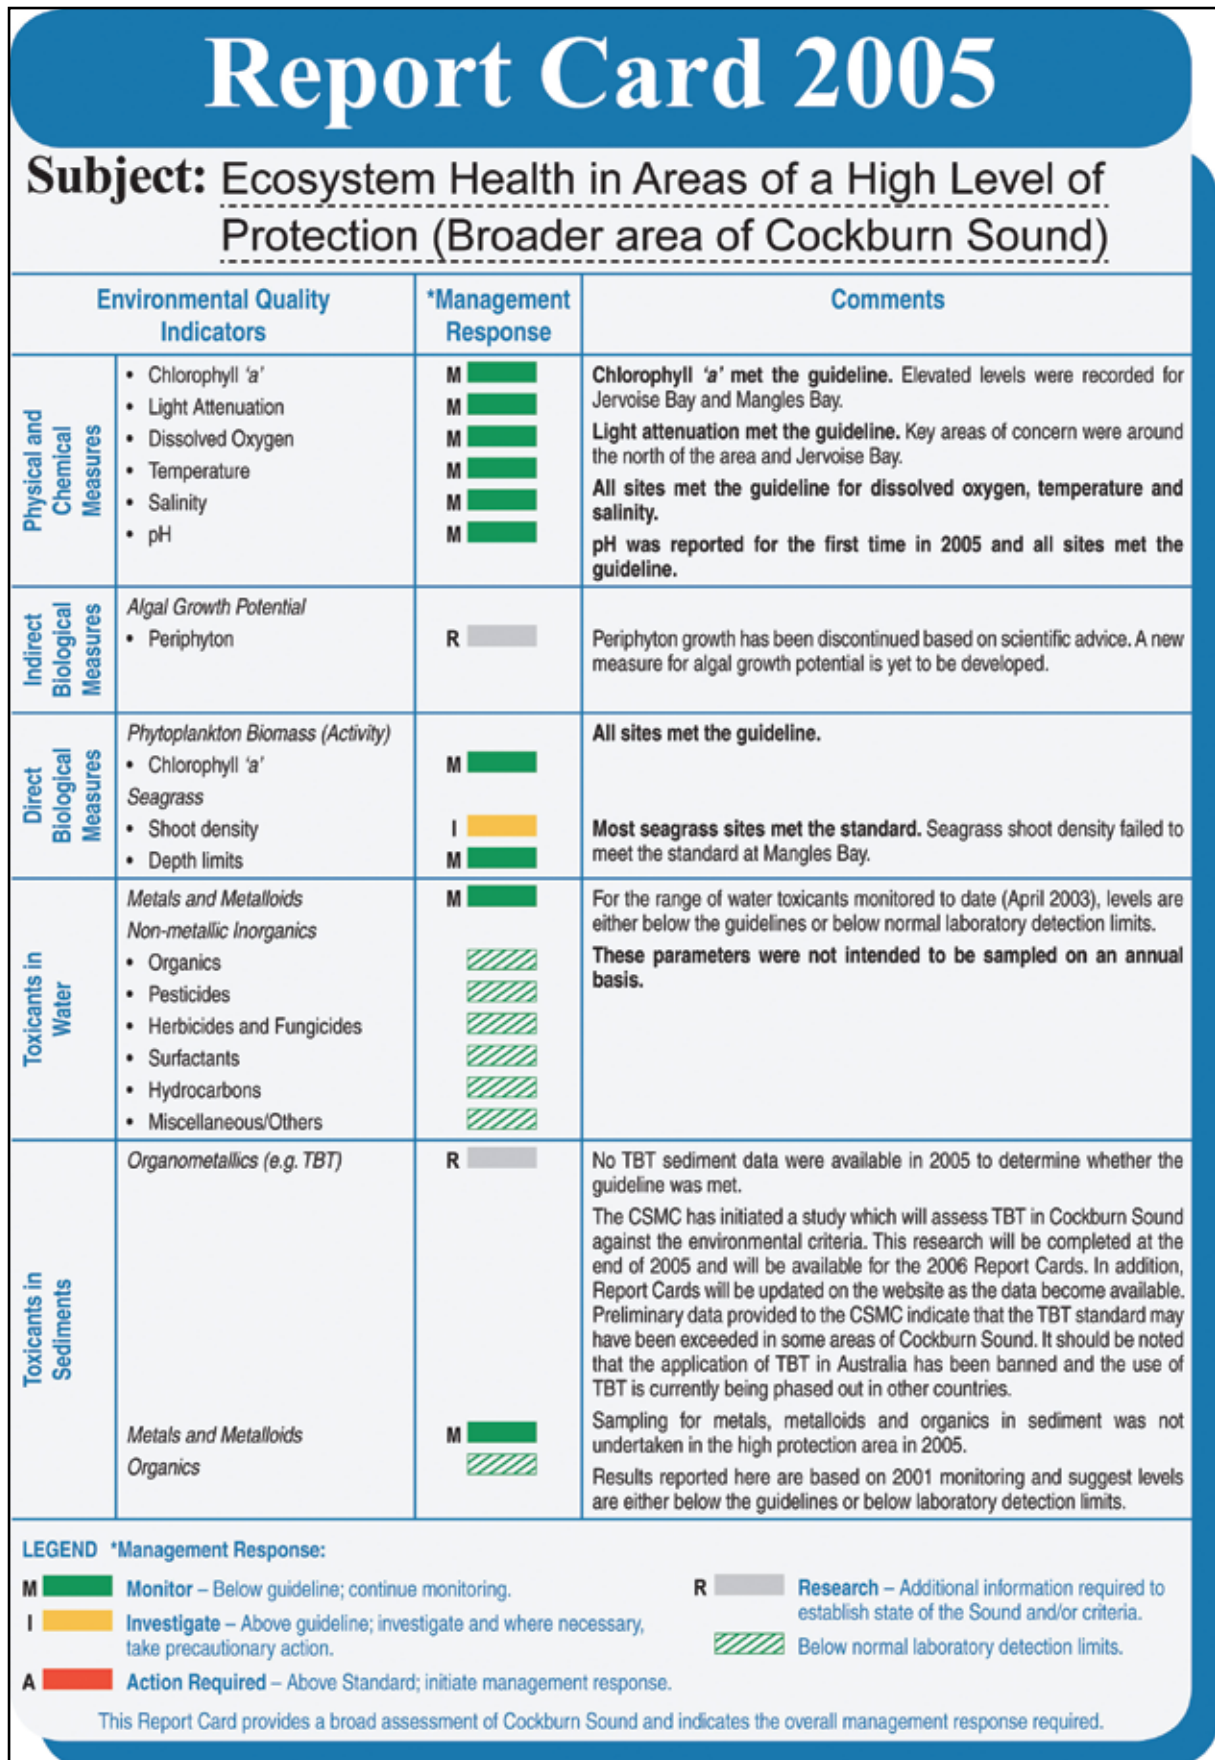 Report Card 2005
Subject: Ecosystem Health in Areas of a High Level of
Protection (Broader area of Cockburn Sound)
Environmental Quality
Indicators
*Management
Response
Comments
Physical and
Chemical
Measures
• Chlorophyll ‘a’
M
• Light Attenuation
M
• Dissolved Oxygen
M
• Temperature
M
• Salinity
M
• pH
M
Chlorophyll ‘a’ met the guideline. Elevated levels were recorded for
Jervoise Bay and Mangles Bay.
Light attenuation met the guideline. Key areas of concern were around
the north of the area and Jervoise Bay.
All sites met the guideline for dissolved oxygen, temperature and
salinity.
pH was reported for the first time in 2005 and all sites met the
guideline.
Indirect
Biological
Measures
Algal Growth Potential
• Periphyton
R
Periphyton growth has been discontinued based on scientific advice. A new
measure for algal growth potential is yet to be developed.
Direct
Biological
Measures
Phytoplankton Biomass (Activity)
• Chlorophyll ‘a’
M
Seagrass
• Shoot density
I
• Depth limits
M
All sites met the guideline.
Most seagrass sites met the standard. Seagrass shoot density failed to
meet the standard at Mangles Bay.
Toxicants in
Water
Metals and Metalloids
M
Non-metallic Inorganics
• Organics
• Pesticides
• Herbicides and Fungicides
• Surfactants
• Hydrocarbons
• Miscellaneous/Others
For the range of water toxicants monitored to date (April 2003), levels are
either below the guidelines or below normal laboratory detection limits.
These parameters were not intended to be sampled on an annual
basis.
Toxicants in
Sediments
Organometallics (e.g. TBT)
R
No TBT sediment data were available in 2005 to determine whether the
guideline was met.
The CSMC has initiated a study which will assess TBT in Cockburn Sound
against the environmental criteria. This research will be completed at the
end of 2005 and will be available for the 2006 Report Cards. In addition,
Report Cards will be updated on the website as the data become available.
Preliminary data provided to the CSMC indicate that the TBT standard may
have been exceeded in some areas of Cockburn Sound. It should be noted
that the application of TBT in Australia has been banned and the use of
TBT is currently being phased out in other countries.
Metals and Metalloids
M
Organics
Sampling for metals, metalloids and organics in sediment was not
undertaken in the high protection area in 2005.
Results reported here are based on 2001 monitoring and suggest levels
are either below the guidelines or below laboratory detection limits.
LEGEND *Management Response:
M Monitor – Below guideline; continue monitoring.
I Investigate – Above guideline; investigate and where necessary,
take precautionary action.
A Action Required – Above Standard; initiate management response.
R Research – Additional information required to
establish state of the Sound and/or criteria.
Below normal laboratory detection limits.
This Report Card provides a broad assessment of Cockburn Sound and indicates the overall management response required.